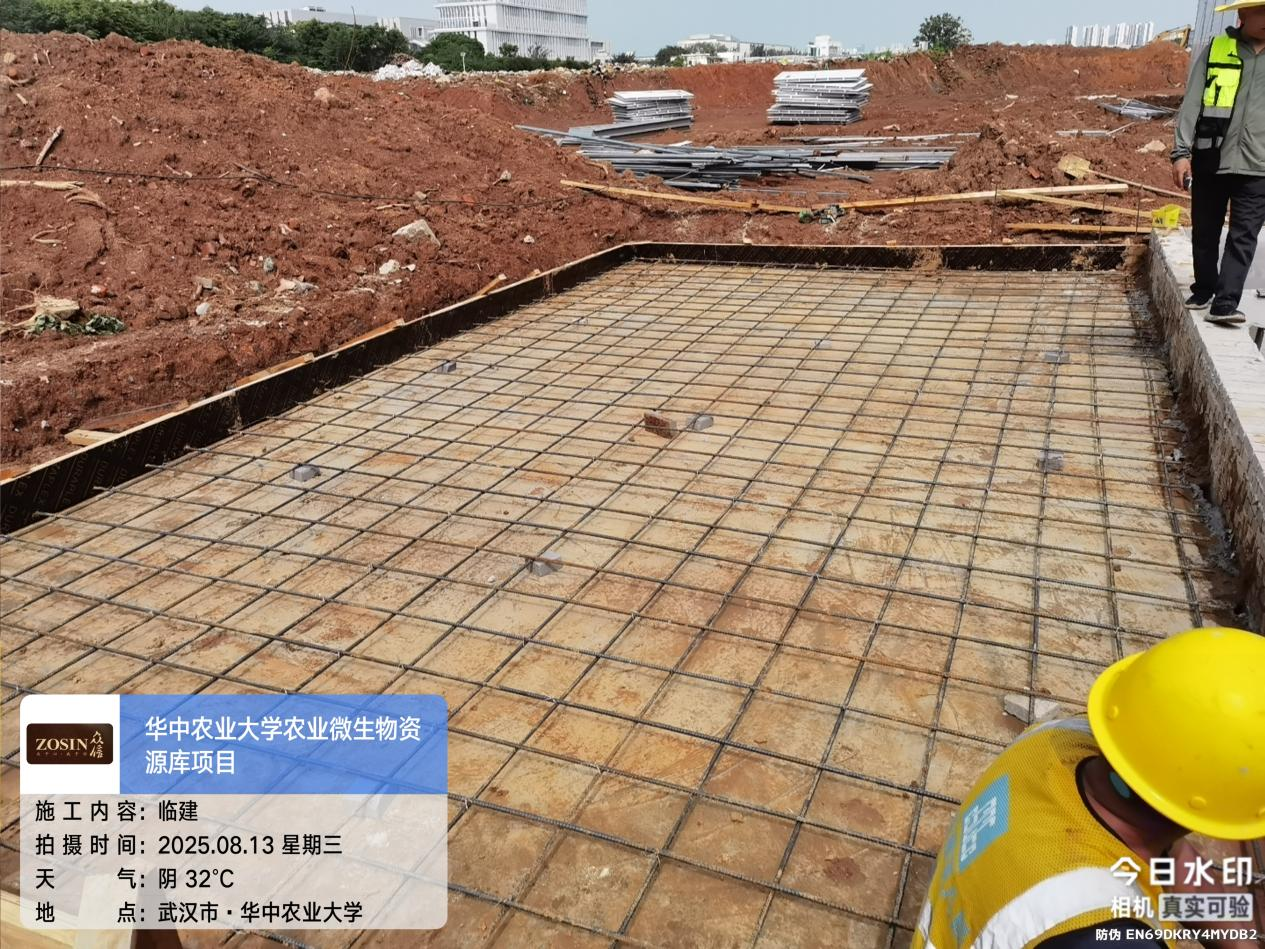 ZOSIN 众信
华中农业大学农业微生物资
源库项目
施工内容：临建
拍摄时间：2025.08.13 星期三
天气：阴 32℃
地点：武汉市·华中农业大学
今日水印
相机 真实可验
防伪 EN69DKRY4MYDB2